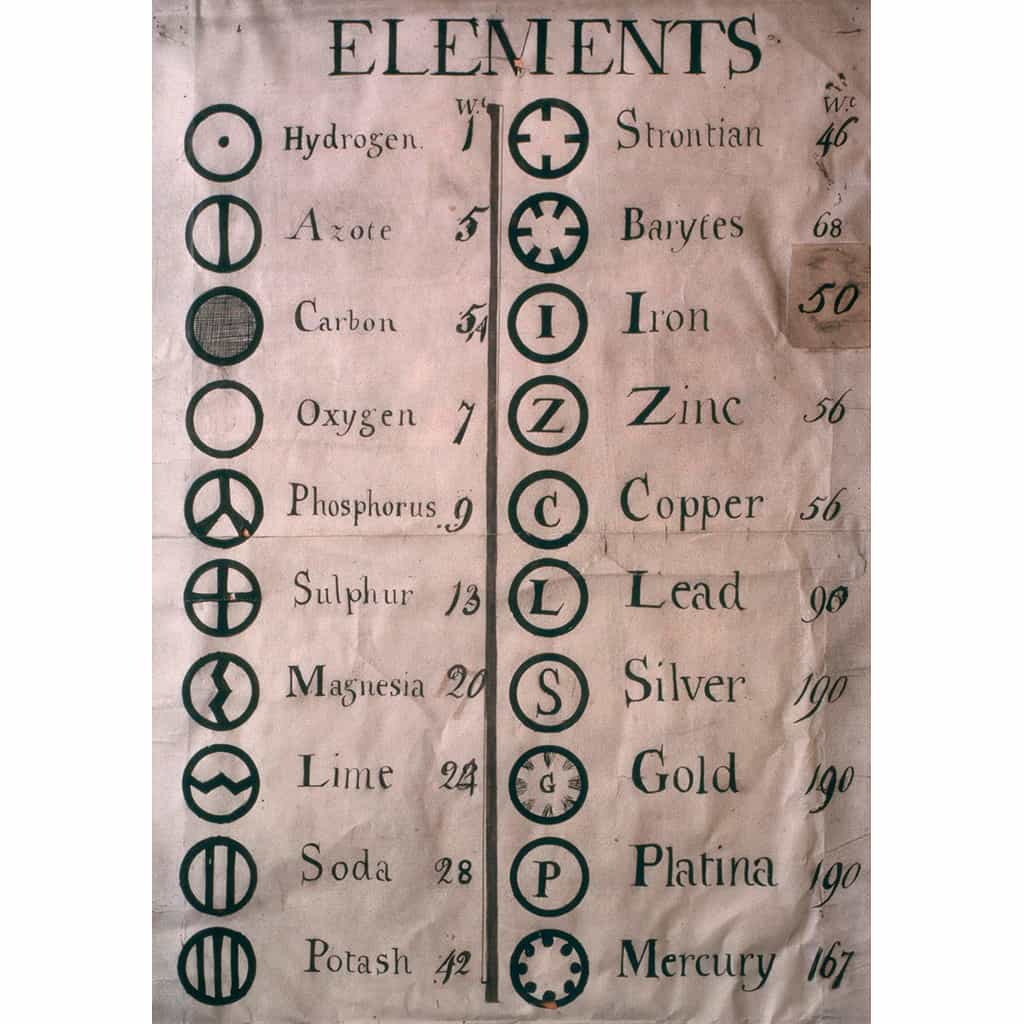 ELEMENTS
Wt
Hydrogen. 1
Azote 5
Carbon 5,4
Oxygen 7
Phosphorus 9
Sulphur 13
Magnesia 20
Lime 24
Soda 28
Potash 42
Wt
Strontian 46
Barytes 68
I Iron 50
Z Zinc 56
C Copper 56
L Lead 90
S Silver 190
G Gold 190
P Platina 190
Mercury 167